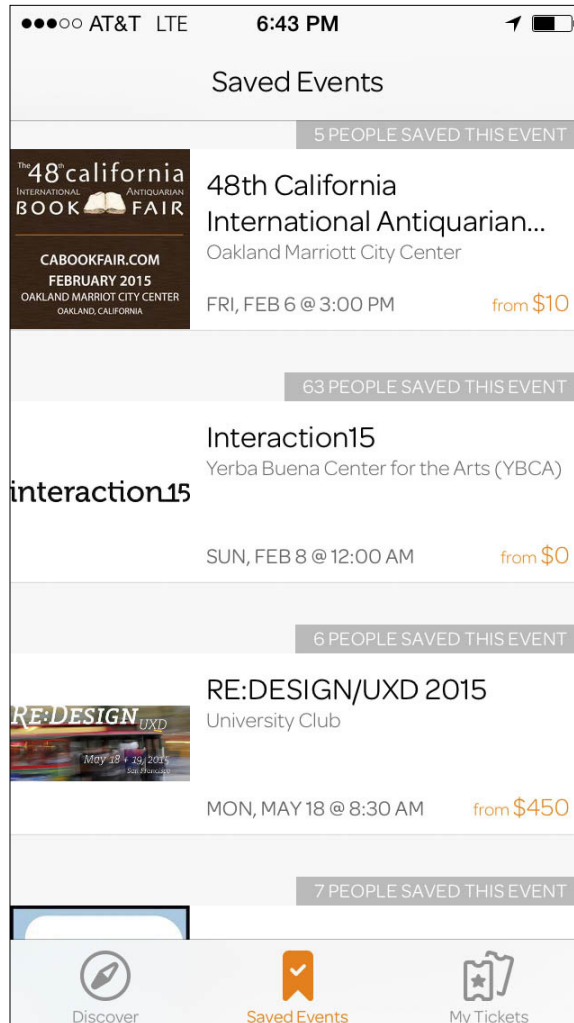 AT&T LTE 6:43 PM
Saved Events
5 PEOPLE SAVED THIS EVENT
The 48th california
INTERNATIONAL ANTIQUARIAN
BOOK FAIR
CABOOKFAIR.COM
FEBRUARY 2015
OAKLAND MARRIOT CITY CENTER
OAKLAND, CALIFORNIA
48th California
International Antiquarian...
Oakland Marriott City Center
FRI, FEB 6 @ 3:00 PM from $10
63 PEOPLE SAVED THIS EVENT
interaction15
Interaction15
Yerba Buena Center for the Arts (YBCA)
SUN, FEB 8 @ 12:00 AM from $0
6 PEOPLE SAVED THIS EVENT
RE:DESIGN UXD
May 18 + 19, 2015
San Francisco
RE:DESIGN/UXD 2015
University Club
MON, MAY 18 @ 8:30 AM from $450
7 PEOPLE SAVED THIS EVENT
Discover Saved Events My Tickets